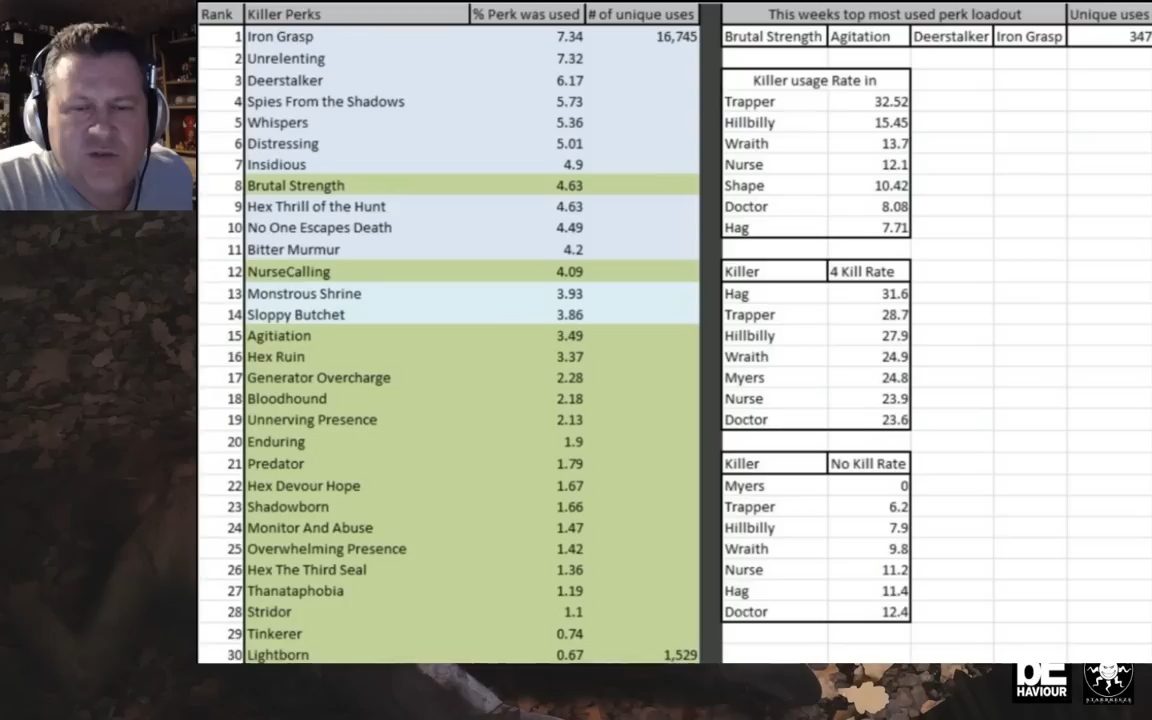 Rank Killer Perks % Perk was used # of unique uses
1 Iron Grasp 7.34 16,745
2 Unrelenting 7.32
3 Deerstalker 6.17
4 Spies From the Shadows 5.73
5 Whispers 5.36
6 Distressing 5.01
7 Insidious 4.9
8 Brutal Strength 4.63
9 Hex Thrill of the Hunt 4.63
10 No One Escapes Death 4.49
11 Bitter Murmur 4.2
12 NurseCalling 4.09
13 Monstrous Shrine 3.93
14 Sloppy Butchet 3.86
15 Agitiation 3.49
16 Hex Ruin 3.37
17 Generator Overcharge 2.28
18 Bloodhound 2.18
19 Unnerving Presence 2.13
20 Enduring 1.9
21 Predator 1.79
22 Hex Devour Hope 1.67
23 Shadowborn 1.66
24 Monitor And Abuse 1.47
25 Overwhelming Presence 1.42
26 Hex The Third Seal 1.36
27 Thanataphobia 1.19
28 Stridor 1.1
29 Tinkerer 0.74
30 Lightborn 0.67 1,529
This weeks top most used perk loadout Unique uses
Brutal Strength Agitation Deerstalker Iron Grasp 347
Killer usage Rate in
Trapper 32.52
Hillbilly 15.45
Wraith 13.7
Nurse 12.1
Shape 10.42
Doctor 8.08
Hag 7.71
Killer 4 Kill Rate
Hag 31.6
Trapper 28.7
Hillbilly 27.9
Wraith 24.9
Myers 24.8
Nurse 23.9
Doctor 23.6
Killer No Kill Rate
Myers 0
Trapper 6.2
Hillbilly 7.9
Wraith 9.8
Nurse 11.2
Hag 11.4
Doctor 12.4
bE
HAVIOUR
STARBREEZE